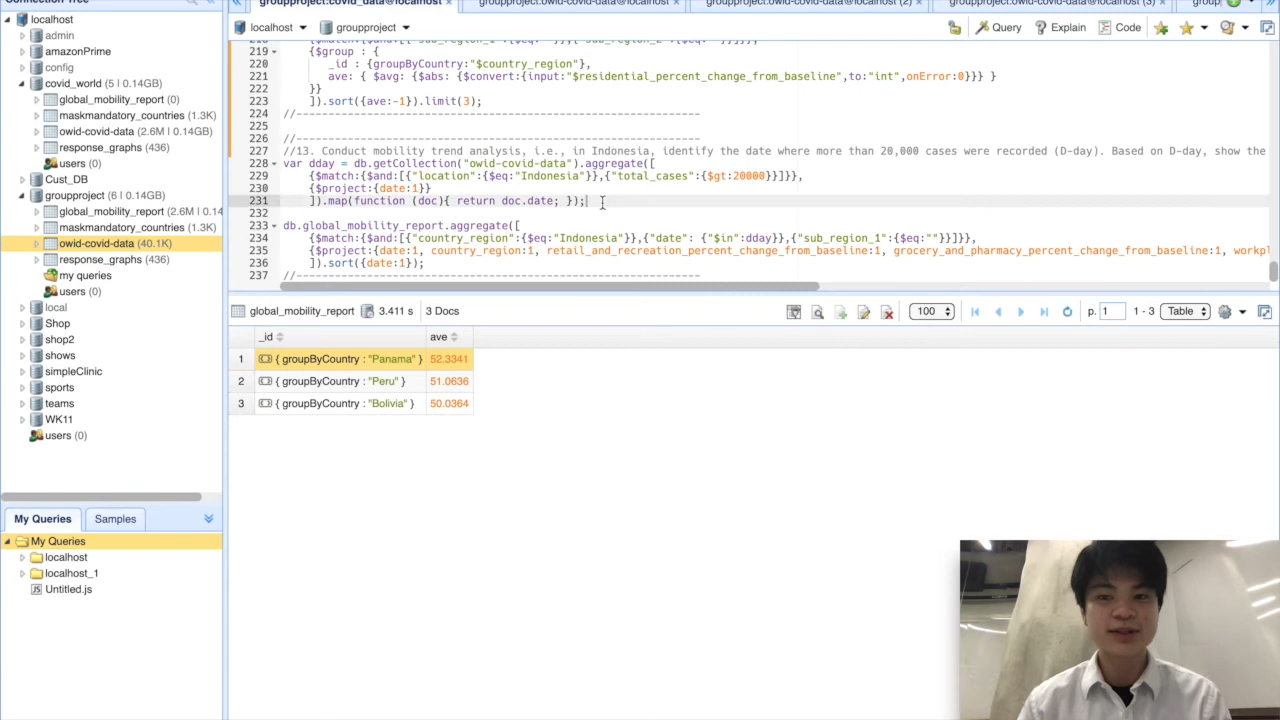 Connection Tree
groupproject:covid_data@localhost
groupproject.owid-covid-data@localhost
groupproject.owid-covid-data@localhost (2)
groupproject.owid-covid-data@localhost (3)
group
localhost
admin
amazonPrime
config
covid_world (5 l 0.14GB)
global_mobility_report (0)
maskmandatory_countries (1.3K)
owid-covid-data (2.6M l 0.14GB)
response_graphs (436)
users (0)
Cust_DB
groupproject (6 l 0.14GB)
global_mobility_report (2.6M l 0.1
maskmandatory_countries (1.3K)
owid-covid-data (40.1K)
response_graphs (436)
my queries
users (0)
local
Shop
shop2
shows
simpleClinic
sports
teams
WK11
users (0)
My Queries
Samples
My Queries
localhost
localhost_1
Untitled.js
localhost
groupproject
Query
Explain
Code
218 {$match:{$and:[{"sub_region_1":{$eq:""}},{"sub_region_2":{$eq:""}}]}},
219 {$group : {
220 _id : {groupByCountry:"$country_region"},
221 ave: { $avg: {$abs: {$convert:{input:"$residential_percent_change_from_baseline",to:"int",onError:0}}} }
222 }}
223 ]).sort({ave:-1}).limit(3);
224 //---------------------------------------------------------------
225
226 //---------------------------------------------------------------
227 //13. Conduct mobility trend analysis, i.e., in Indonesia, identify the date where more than 20,000 cases were recorded (D-day). Based on D-day, show the
228 var dday = db.getCollection("owid-covid-data").aggregate([
229 {$match:{$and:[{"location":{$eq:"Indonesia"}},{"total_cases":{$gt:20000}}]}},
230 {$project:{date:1}}
231 ]).map(function (doc){ return doc.date; });
232
233 db.global_mobility_report.aggregate([
234 {$match:{$and:[{"country_region":{$eq:"Indonesia"}},{"date": {"$in":dday}},{"sub_region_1":{$eq:""}}]}},
235 {$project:{date:1, country_region:1, retail_and_recreation_percent_change_from_baseline:1, grocery_and_pharmacy_percent_change_from_baseline:1, workpl
236 ]).sort({date:1});
237 //---------------------------------------------------------------
global_mobility_report 3.411 s 3 Docs
100
p. 1
1 - 3
Table
_id ave
1 { groupByCountry : "Panama" } 52.3341
2 { groupByCountry : "Peru" } 51.0636
3 { groupByCountry : "Bolivia" } 50.0364